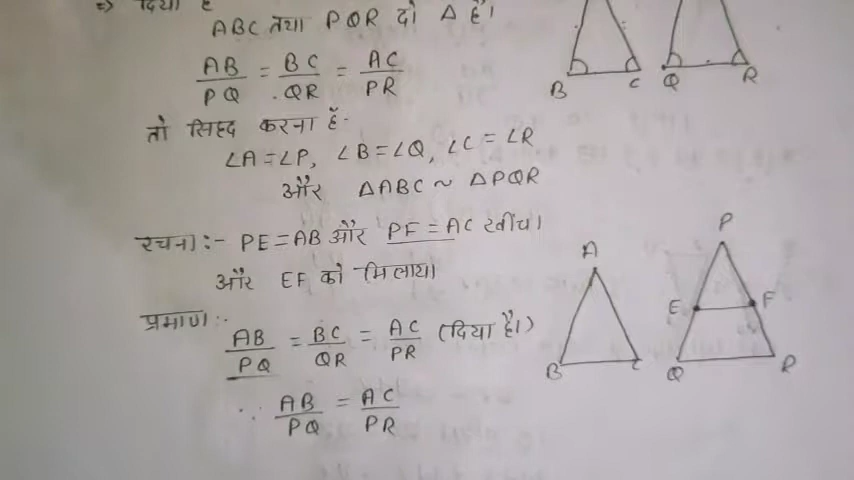 => दिया है
ABC तथा PQR दो Δ हैं।
AB/PQ = BC/QR = AC/PR
तो सिध्द करना है-
∠A=∠P, ∠B=∠Q, ∠C=∠R
और ΔABC ~ ΔPQR
रचना:- PE=AB और PF=AC खींचा
और EF को मिलाया।
प्रमाण:-
AB/PQ = BC/QR = AC/PR (दिया है।)
∵ AB/PQ = AC/PR
B C Q R
A B C
P E F Q R